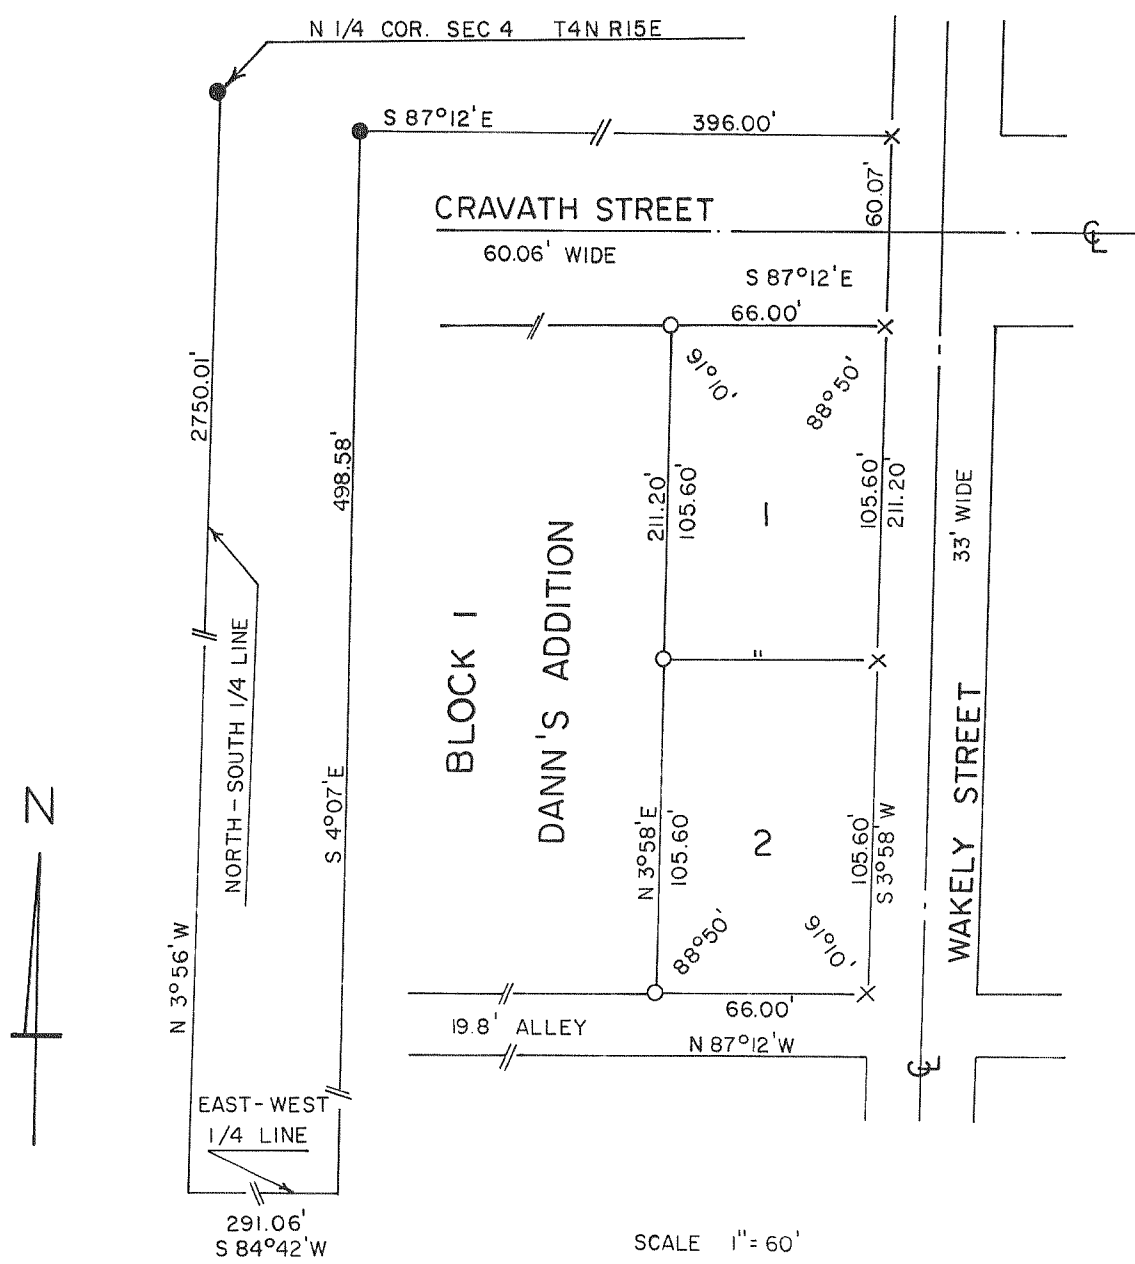 N 1/4 COR. SEC 4 T4N R15E
S 87°12'E
396.00'
60.07'
CRAVATH STREET
60.06' WIDE
℄
S 87°12'E
66.00'
91°10'
88°50'
2750.01'
498.58'
211.20'
105.60'
1
105.60'
211.20'
33' WIDE
BLOCK 1
DANN'S ADDITION
"
NORTH-SOUTH 1/4 LINE
S 4°07'E
N 3°58'E
105.60'
2
105.60'
S 3°58'W
WAKELY STREET
N
N 3°56'W
88°50'
91°10'
66.00'
19.8' ALLEY
N 87°12'W
℄
EAST-WEST
1/4 LINE
291.06'
S 84°42'W
SCALE 1"=60'